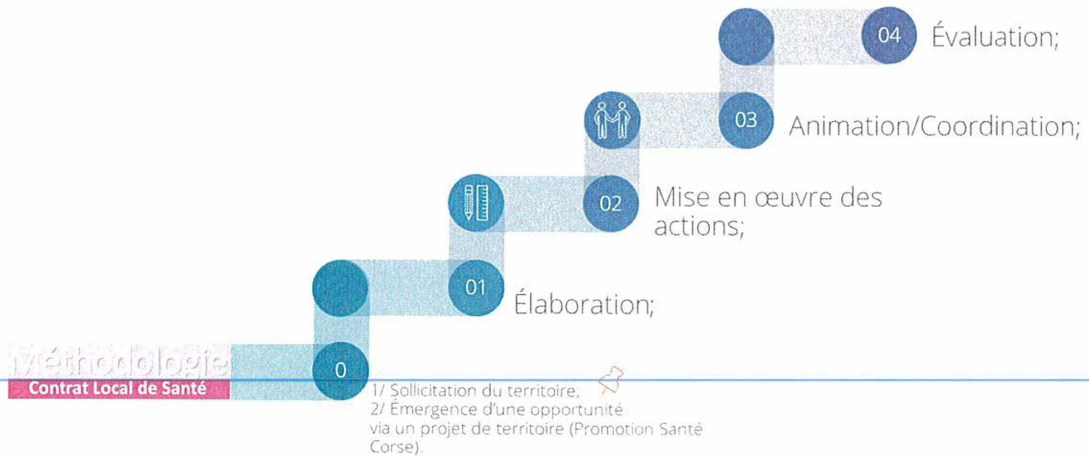 04
Évaluation;
03
Animation/Coordination;
02
Mise en œuvre des
actions;
01
Élaboration;
Méthodologie
Contrat Local de Santé
0
1/ Sollicitation du territoire;
2/ Émergence d'une opportunité
via un projet de territoire (Promotion Santé
Corse).